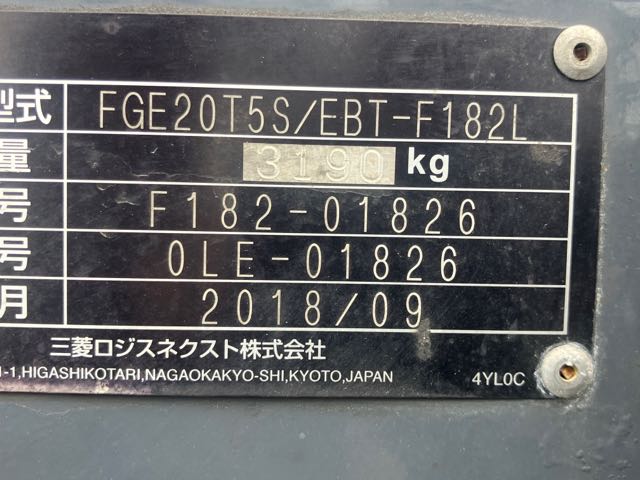 型式 FGE20T5S/EBT-F182L
量 3190 kg
号 F182-01826
号 0LE-01826
月 2018/09
三菱ロジスネクスト株式会社
-1,HIGASHIKOTARI,NAGAOKAKYO-SHI,KYOTO,JAPAN 4YL0C